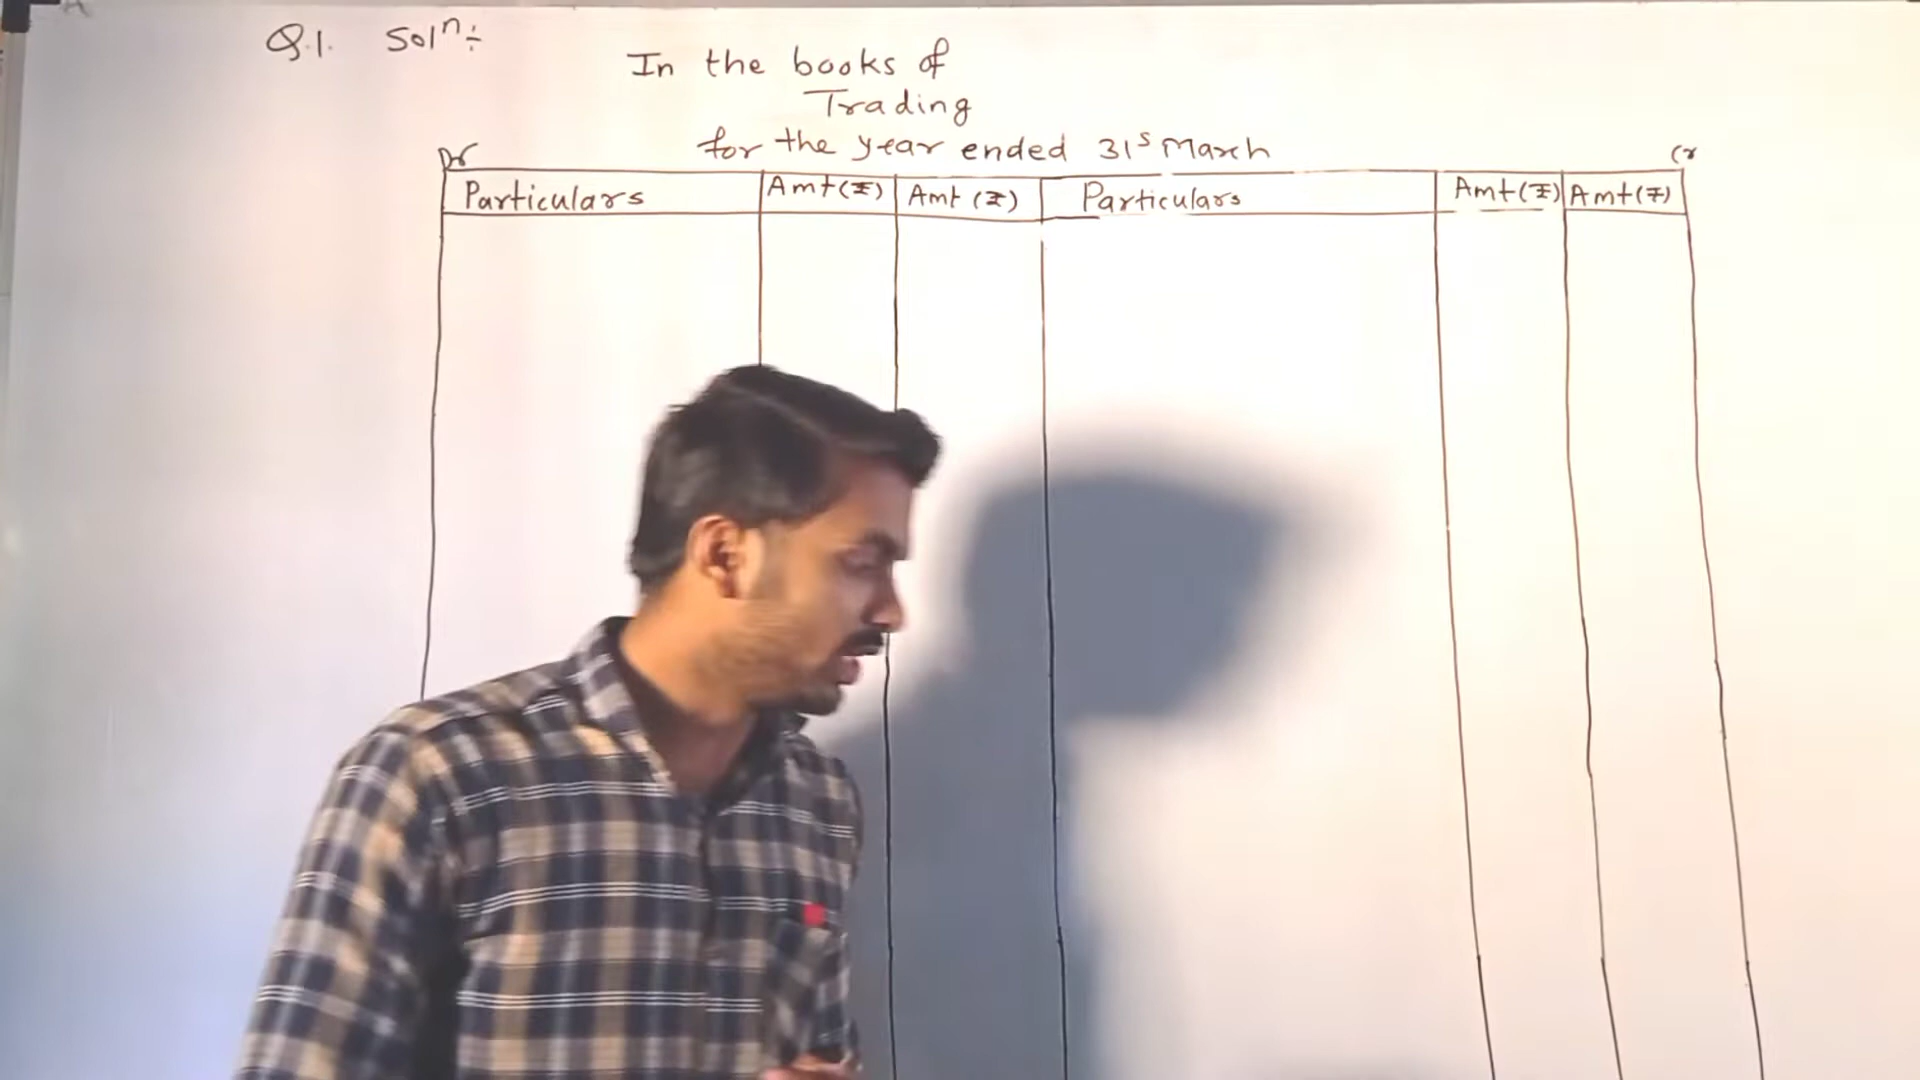 Q.1. Solⁿ:-
In the books of
Trading
for the year ended 31s March
Dr Cr
Particulars Amt(₹) Amt (₹) Particulars Amt(₹) Amt(₹)